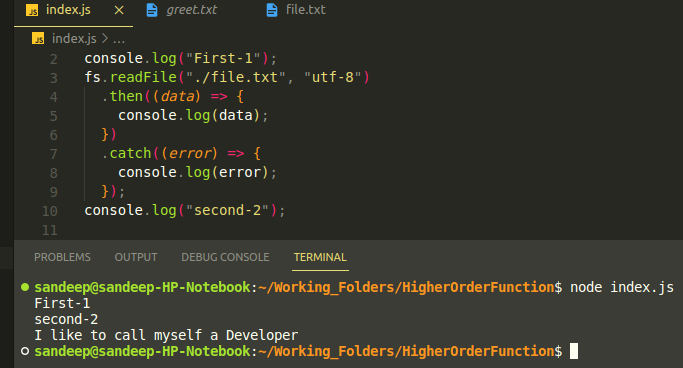 JS index.js × greet.txt file.txt
JS index.js > ...
2 console.log("First-1");
3 fs.readFile("./file.txt", "utf-8")
4 .then((data) => {
5 console.log(data);
6 })
7 .catch((error) => {
8 console.log(error);
9 });
10 console.log("second-2");
11
PROBLEMS OUTPUT DEBUG CONSOLE TERMINAL
sandeep@sandeep-HP-Notebook:~/Working_Folders/HigherOrderFunction$ node index.js
First-1
second-2
I like to call myself a Developer
sandeep@sandeep-HP-Notebook:~/Working_Folders/HigherOrderFunction$